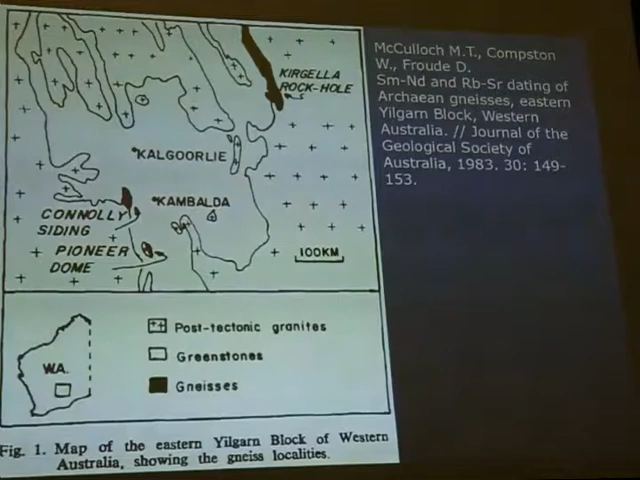 KIRGELLA
ROCK-HOLE
KALGOORLIE
KAMBALDA
CONNOLLY
SIDING
PIONEER
DOME
100KM
W.A.
Post-tectonic granites
Greenstones
Gneisses
Fig. 1. Map of the eastern Yilgarn Block of Western
Australia, showing the gneiss localities.
McCulloch M.T., Compston
W., Froude D.
Sm-Nd and Rb-Sr dating of
Archaean gneisses, eastern
Yilgarn Block, Western
Australia. // Journal of the
Geological Society of
Australia, 1983. 30: 149-
153.